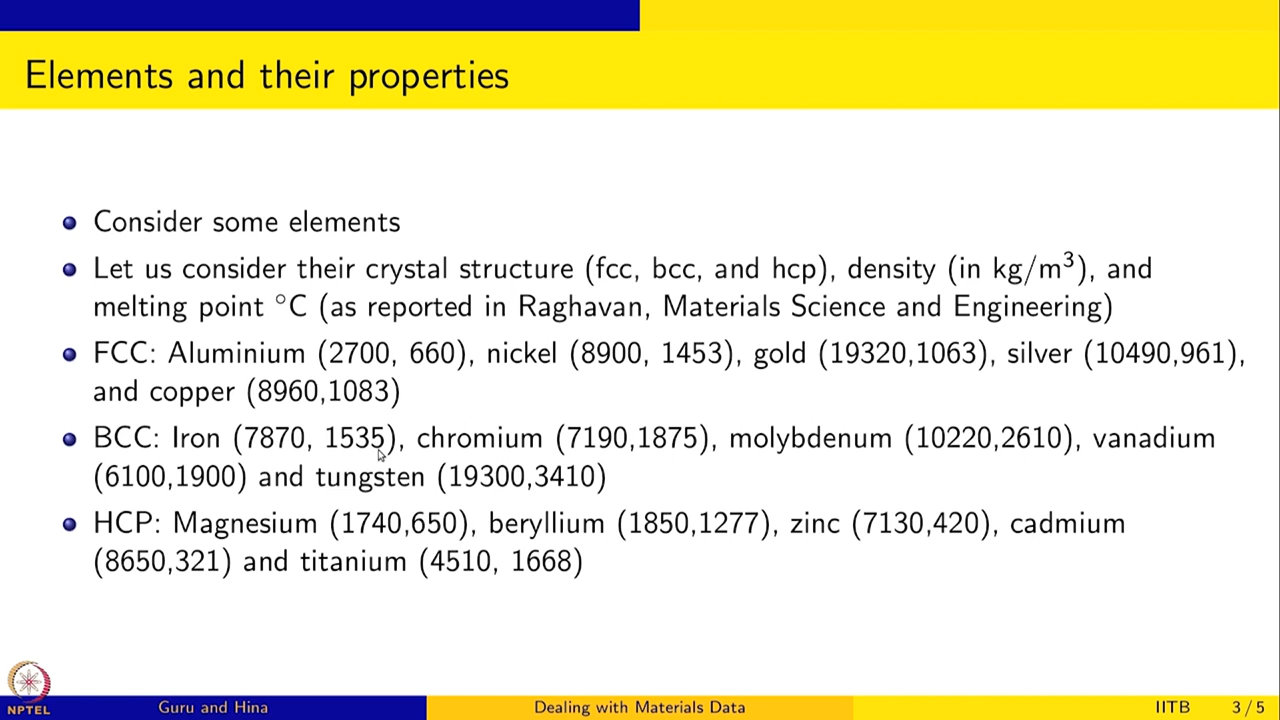 Elements and their properties
Consider some elements
Let us consider their crystal structure (fcc, bcc, and hcp), density (in kg/m³), and
melting point °C (as reported in Raghavan, Materials Science and Engineering)
FCC: Aluminium (2700, 660), nickel (8900, 1453), gold (19320,1063), silver (10490,961),
and copper (8960,1083)
BCC: Iron (7870, 1535), chromium (7190,1875), molybdenum (10220,2610), vanadium
(6100,1900) and tungsten (19300,3410)
HCP: Magnesium (1740,650), beryllium (1850,1277), zinc (7130,420), cadmium
(8650,321) and titanium (4510, 1668)
NPTEL
Guru and Hina Dealing with Materials Data IITB 3 / 5